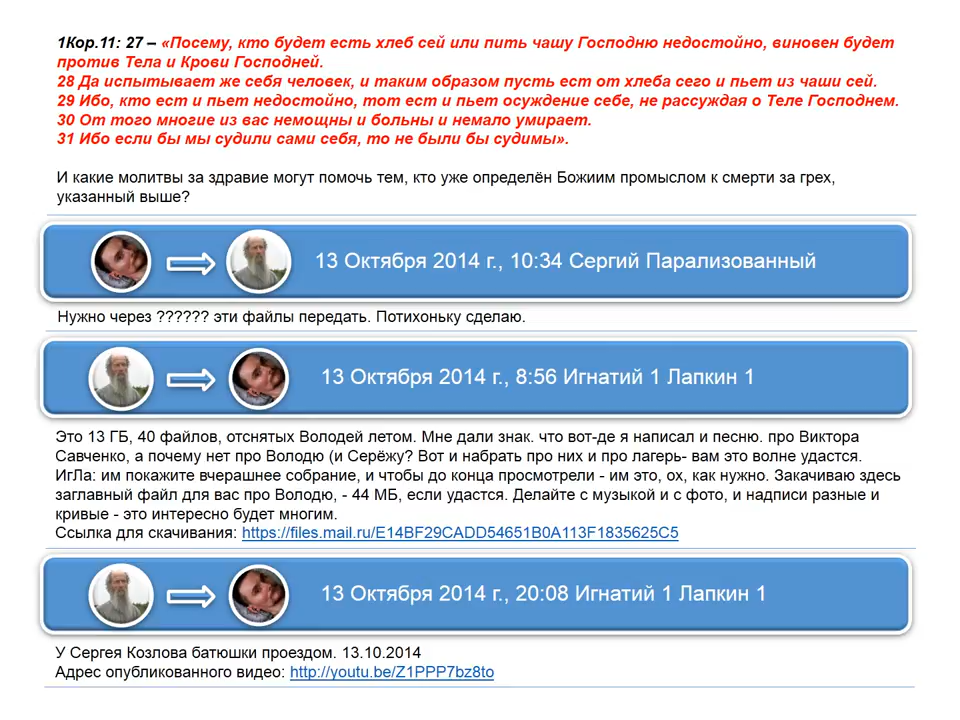 1Кор.11: 27 – «Посему, кто будет есть хлеб сей или пить чашу Господню недостойно, виновен будет
против Тела и Крови Господней.
28 Да испытывает же себя человек, и таким образом пусть ест от хлеба сего и пьет из чаши сей.
29 Ибо, кто ест и пьет недостойно, тот ест и пьет осуждение себе, не рассуждая о Теле Господнем.
30 От того многие из вас немощны и больны и немало умирает.
31 Ибо если бы мы судили сами себя, то не были бы судимы».
И какие молитвы за здравие могут помочь тем, кто уже определён Божиим промыслом к смерти за грех,
указанный выше?
13 Октября 2014 г., 10:34 Сергий Парализованный
Нужно через ?????? эти файлы передать. Потихоньку сделаю.
13 Октября 2014 г., 8:56 Игнатий 1 Лапкин 1
Это 13 ГБ, 40 файлов, отснятых Володей летом. Мне дали знак. что вот-де я написал и песню. про Виктора
Савченко, а почему нет про Володю (и Серёжу? Вот и набрать про них и про лагерь- вам это волне удастся.
ИгЛа: им покажите вчерашнее собрание, и чтобы до конца просмотрели - им это, ох, как нужно. Закачиваю здесь
заглавный файл для вас про Володю, - 44 МБ, если удастся. Делайте с музыкой и с фото, и надписи разные и
кривые - это интересно будет многим.
Ссылка для скачивания: https://files.mail.ru/E14BF29CADD54651B0A113F1835625C5
13 Октября 2014 г., 20:08 Игнатий 1 Лапкин 1
У Сергея Козлова батюшки проездом. 13.10.2014
Адрес опубликованного видео: http://youtu.be/Z1PPP7bz8to